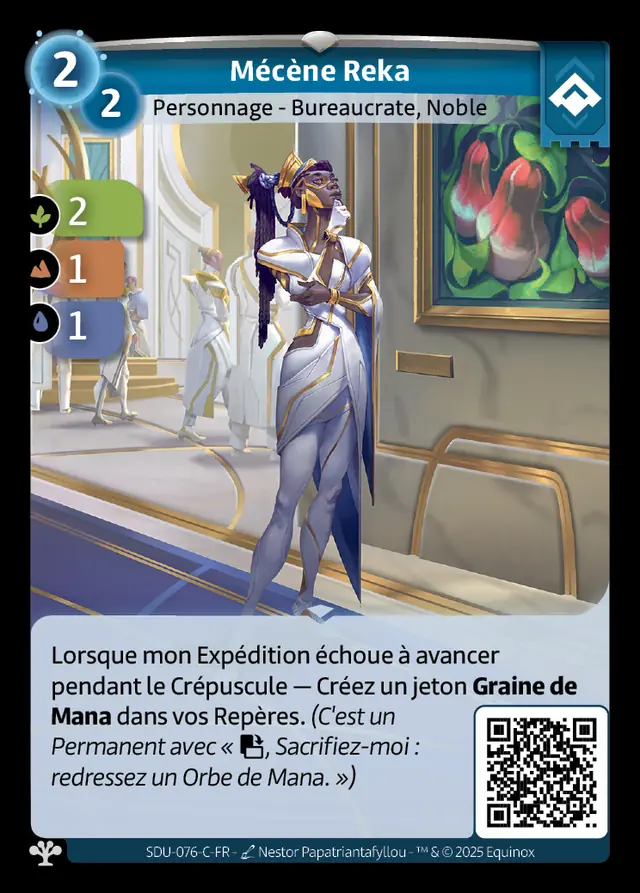 2
2
Mécène Reka
Personnage - Bureaucrate, Noble
2
1
1
Lorsque mon Expédition échoue à avancer
pendant le Crépuscule — Créez un jeton Graine de
Mana dans vos Repères. (C'est un
Permanent avec « , Sacrifiez-moi :
redressez un Orbe de Mana. »)
SDU-076-C-FR - Nestor Papatriantafyllou - ™ & © 2025 Equinox